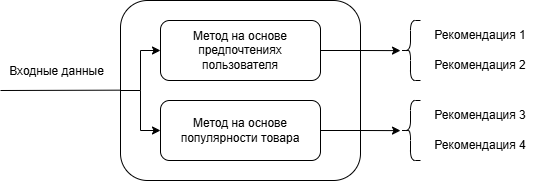 Входные данные
Метод на основе
предпочтениях
пользователя
Рекомендация 1
Рекомендация 2
Метод на основе
популярности товара
Рекомендация 3
Рекомендация 4